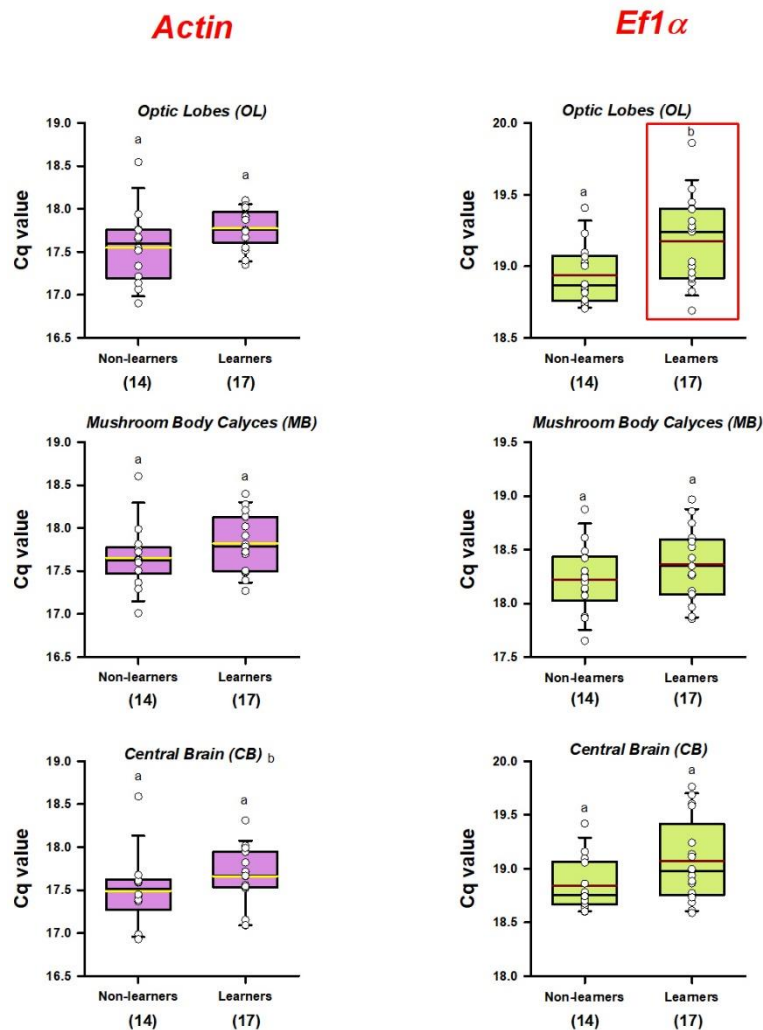 Actin
Ef1α
Optic Lobes (OL)
Cq value
19.0
18.5
18.0
17.5
17.0
16.5
a
a
Non-learners
Learners
(14)
(17)
Optic Lobes (OL)
Cq value
20.0
19.5
19.0
18.5
a
b
Non-learners
Learners
(14)
(17)
Mushroom Body Calyces (MB)
Cq value
19.0
18.5
18.0
17.5
17.0
16.5
a
a
Non-learners
Learners
(14)
(17)
Mushroom Body Calyces (MB)
Cq value
19.5
19.0
18.5
18.0
17.5
a
a
Non-learners
Learners
(14)
(17)
Central Brain (CB) b
Cq value
19.0
18.5
18.0
17.5
17.0
16.5
a
a
Non-learners
Learners
(14)
(17)
Central Brain (CB)
Cq value
20.0
19.5
19.0
18.5
18.0
a
a
Non-learners
Learners
(14)
(17)